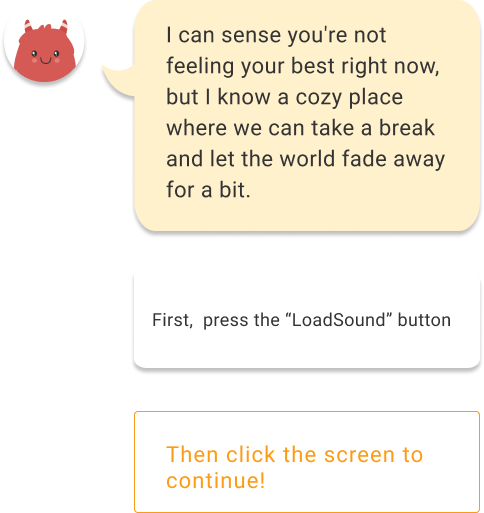 I can sense you're not
feeling your best right now,
but I know a cozy place
where we can take a break
and let the world fade away
for a bit.
First,  press the “LoadSound” button
Then click the screen to
continue!